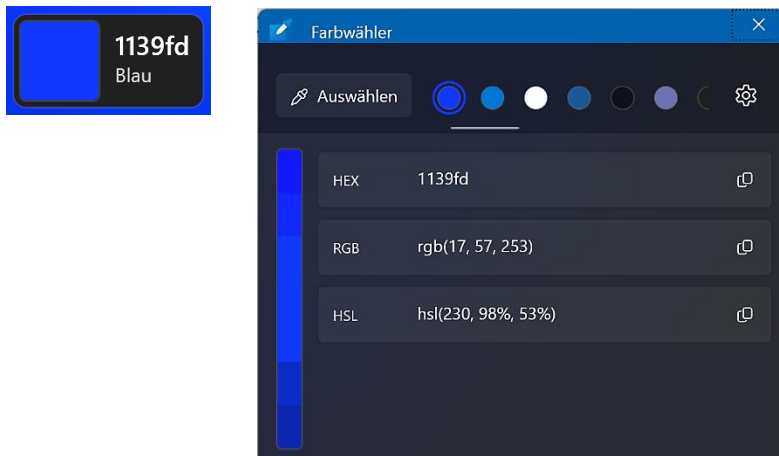 1139fd
Blau
Farbwähler
Auswählen
HEX 1139fd
RGB rgb(17, 57, 253)
HSL hsl(230, 98%, 53%)